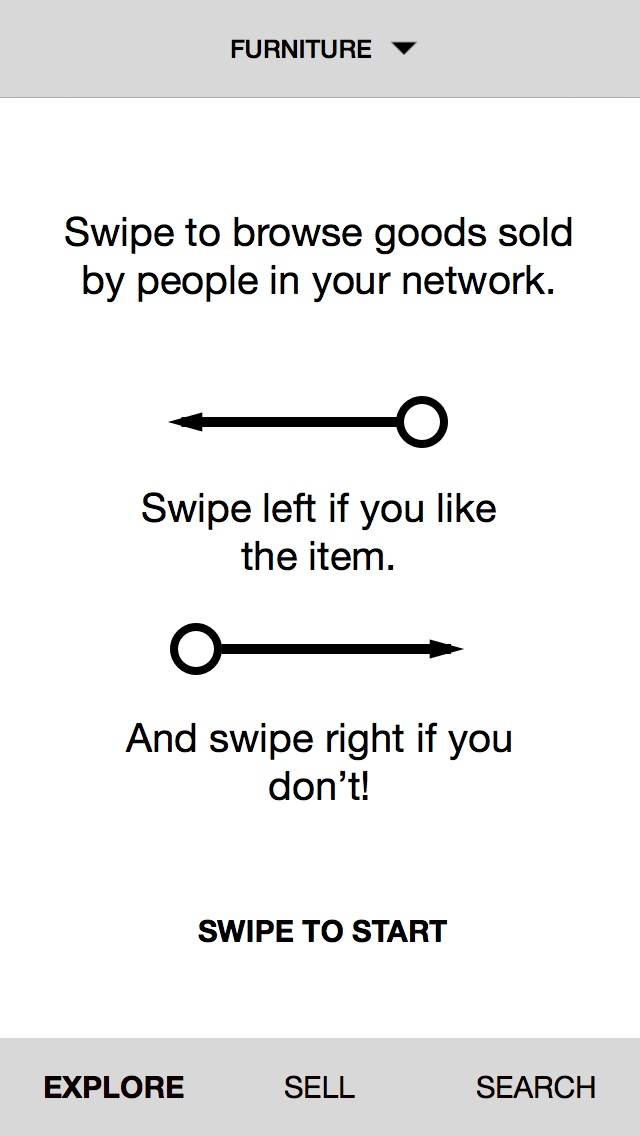 FURNITURE
Swipe to browse goods sold
by people in your network.
Swipe left if you like
the item.
And swipe right if you
don’t!
SWIPE TO START
EXPLORE SELL SEARCH